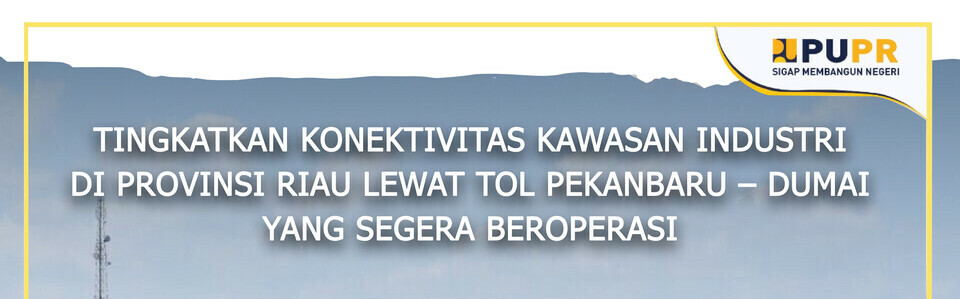 PUPR
SIGAP MEMBANGUN NEGERI
TINGKATKAN KONEKTIVITAS KAWASAN INDUSTRI
DI PROVINSI RIAU LEWAT TOL PEKANBARU – DUMAI
YANG SEGERA BEROPERASI